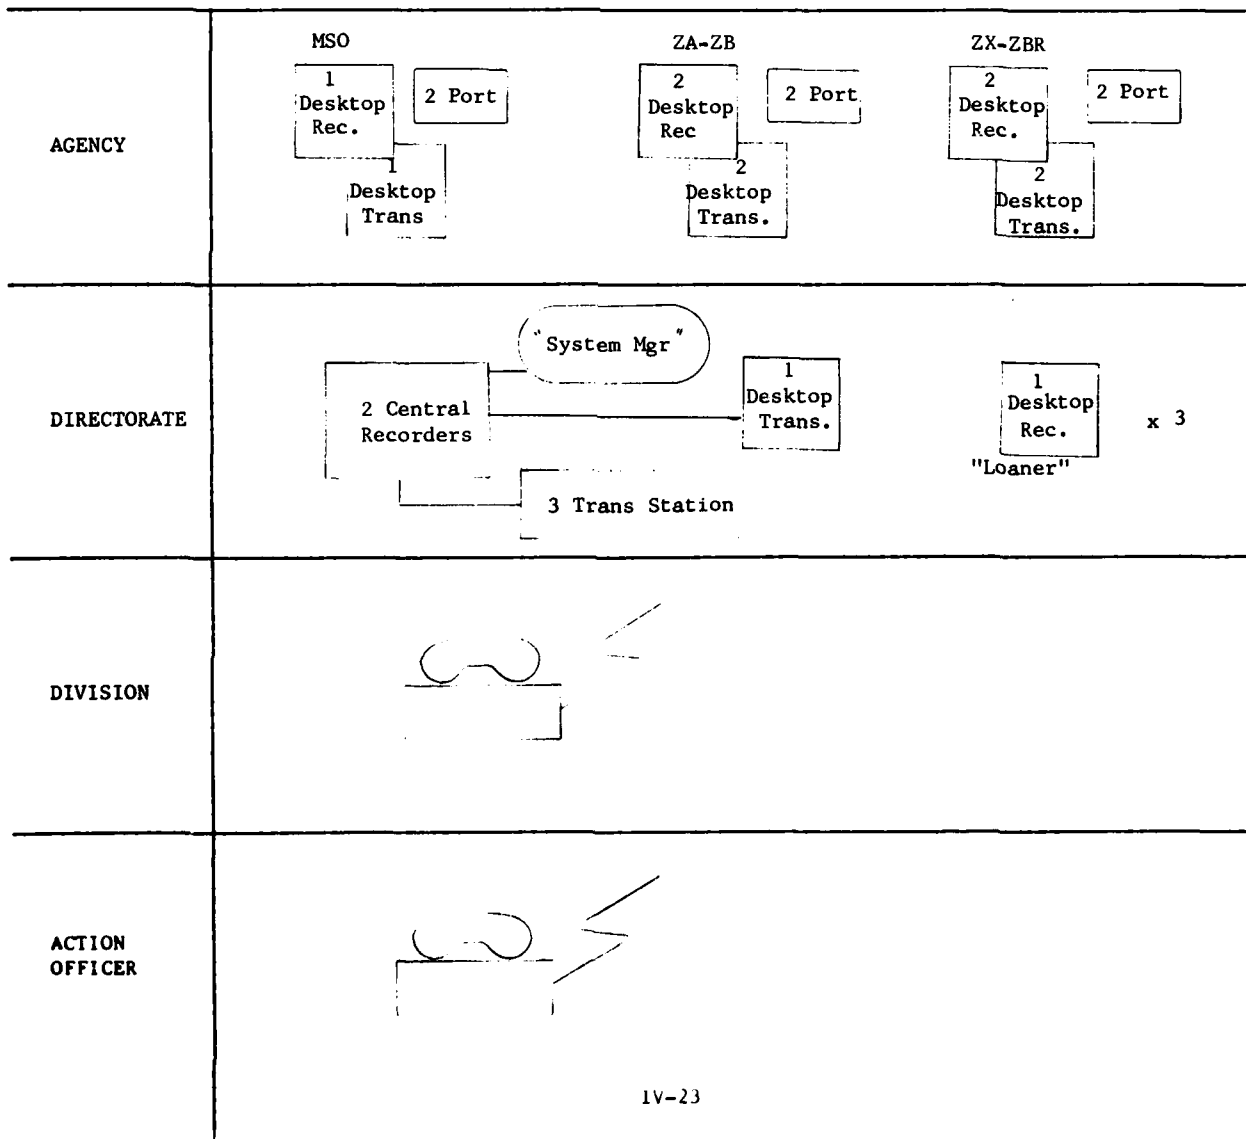 MSO
ZA-ZB
ZX-ZBR
AGENCY
1
Desktop
Rec.
2 Port
1
Desktop
Trans
2
Desktop
Rec
2 Port
2
Desktop
Trans.
2
Desktop
Rec.
2 Port
2
Desktop
Trans.
DIRECTORATE
"System Mgr"
2 Central
Recorders
1
Desktop
Trans.
3 Trans Station
1
Desktop
Rec.
"Loaner"
x 3
DIVISION
ACTION
OFFICER
IV-23